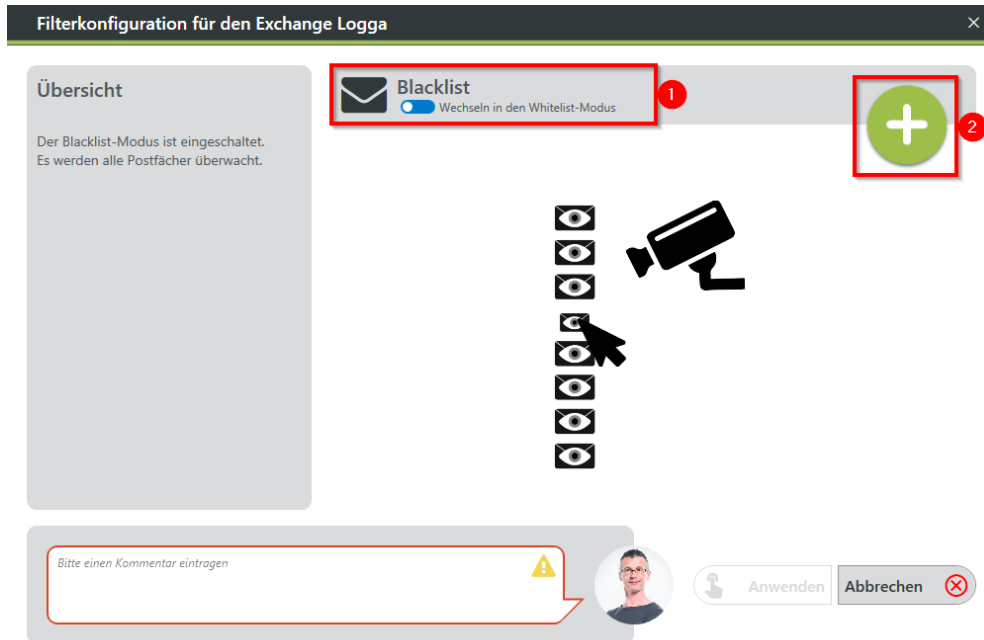 Filterkonfiguration für den Exchange Logga
Übersicht
Der Blacklist-Modus ist eingeschaltet.
Es werden alle Postfächer überwacht.
Blacklist
Wechseln in den Whitelist-Modus
1
2
Bitte einen Kommentar eintragen
Anwenden
Abbrechen